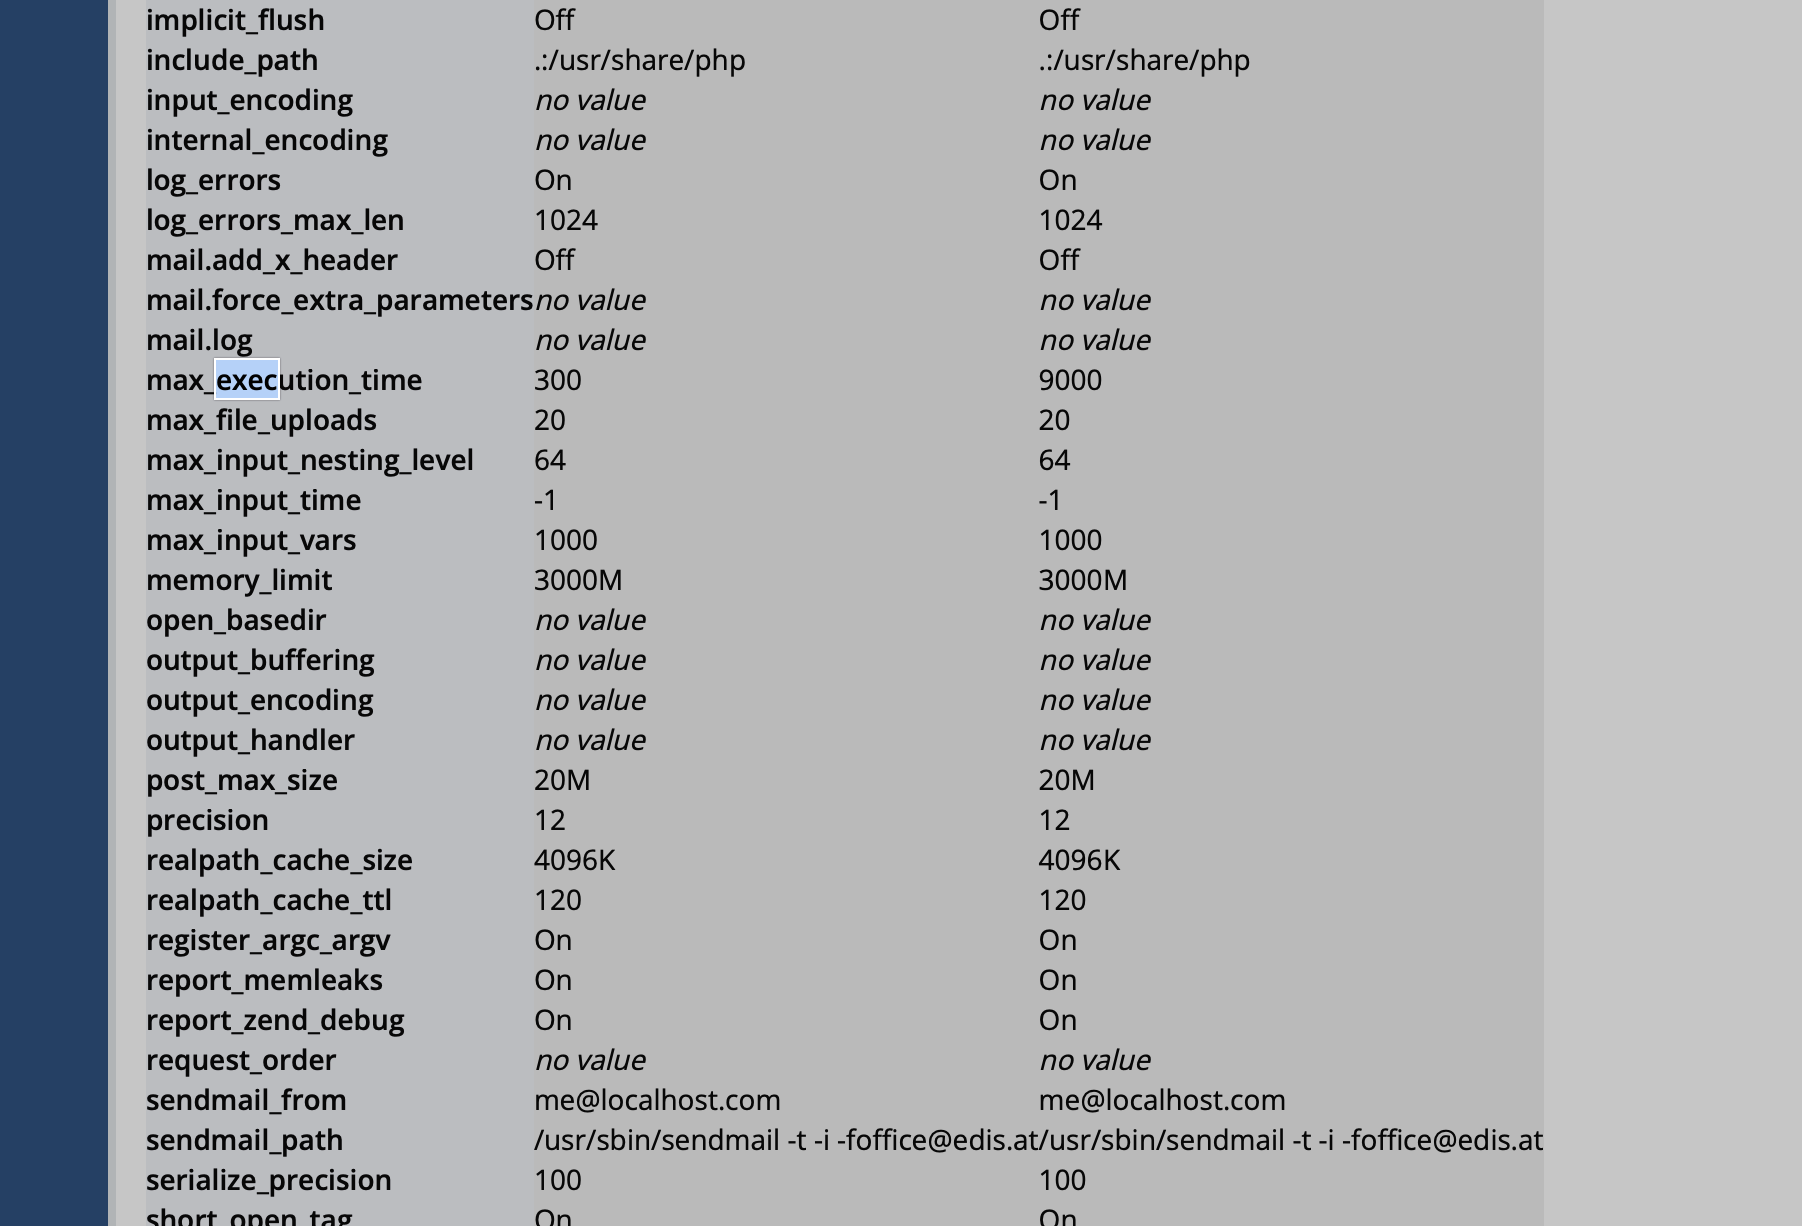 implicit_flush Off Off
include_path .:/usr/share/php .:/usr/share/php
input_encoding no value no value
internal_encoding no value no value
log_errors On On
log_errors_max_len 1024 1024
mail.add_x_header Off Off
mail.force_extra_parameters no value no value
mail.log no value no value
max_execution_time 300 9000
max_file_uploads 20 20
max_input_nesting_level 64 64
max_input_time -1 -1
max_input_vars 1000 1000
memory_limit 3000M 3000M
open_basedir no value no value
output_buffering no value no value
output_encoding no value no value
output_handler no value no value
post_max_size 20M 20M
precision 12 12
realpath_cache_size 4096K 4096K
realpath_cache_ttl 120 120
register_argc_argv On On
report_memleaks On On
report_zend_debug On On
request_order no value no value
sendmail_from me@localhost.com me@localhost.com
sendmail_path /usr/sbin/sendmail -t -i -foffice@edis.at /usr/sbin/sendmail -t -i -foffice@edis.at
serialize_precision 100 100
short_open_tag On On